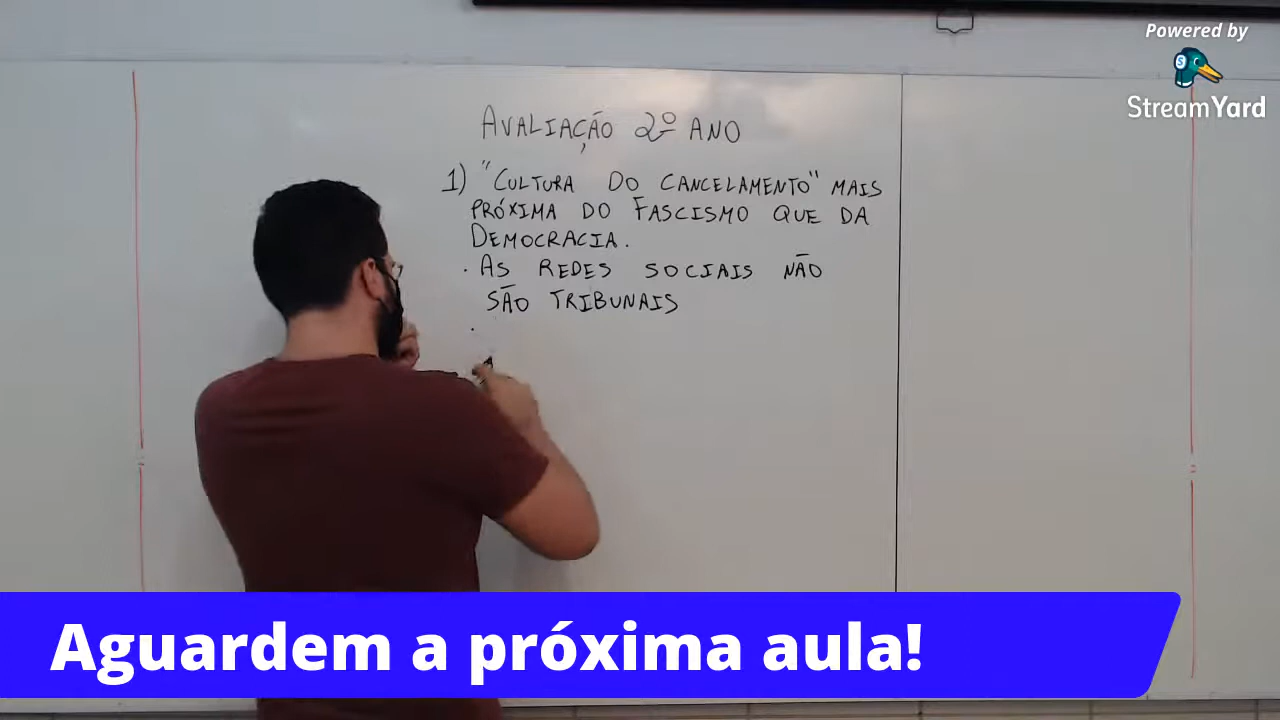 Powered by
StreamYard
AVALIAÇÃO 2º ANO
1) "CULTURA DO CANCELAMENTO" MAIS
PRÓXIMA DO FASCISMO QUE DA
DEMOCRACIA.
· AS REDES SOCIAIS NÃO
SÃO TRIBUNAIS
·
Aguardem a próxima aula!